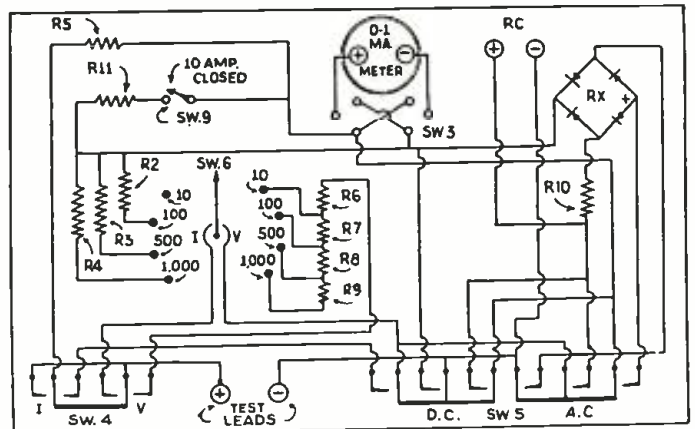 R5
R11
10 AMP.
CLOSED
SW.9
0-1
MA
+ −
METER
SW 3
RC
+ −
RX
+
R10
R2
R3
R4
10
100
500
1,000
SW.6
I V
10
100
500
1,000
R6
R7
R8
R9
I SW.4 V
+ TEST LEADS −
D.C. SW 5 A.C